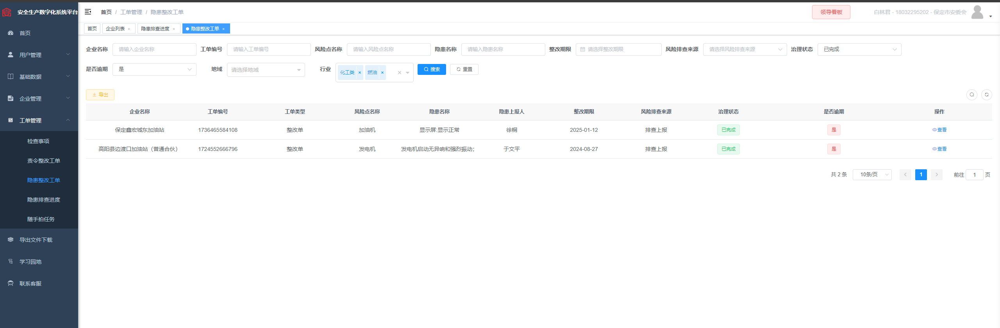 安全生产数字化系统平台
首页 / 工单管理 / 隐患整改工单
领导看板
白林君 - 18032295202 - 保定市安委会
首页 企业列表 × 隐患排查进度 × 隐患整改工单 ×
首页
用户管理
基础数据
企业管理
工单管理
检查事项
责令整改工单
隐患整改工单
隐患排查进度
随手拍任务
导出文件下载
学习园地
联系客服
企业名称 请输入企业名称 工单编号 请输入工单编号 风险点名称 请输入风险点名称 隐患名称 请输入隐患名称 整改期限 请选择整改期限 风险排查来源 请选择风险排查来源 治理状态 已完成
是否逾期 是 地域 请选择地域 行业 化工类 × 燃油 × 搜索 重置
导出
企业名称 工单编号 工单类型 风险点名称 隐患名称 隐患上报人 整改期限 风险排查来源 治理状态 是否逾期 操作
保定鑫宏城东加油站 1736465584108 整改单 加油机 显示屏:显示正常 徐桐 2025-01-12 排查上报 已完成 是 查看
高阳县边渡口加油站（普通合伙） 1724552666796 整改单 发电机 发电机启动无异响和强烈振动； 于文平 2024-08-27 排查上报 已完成 是 查看
共 2 条 10条/页 1 前往 1 页